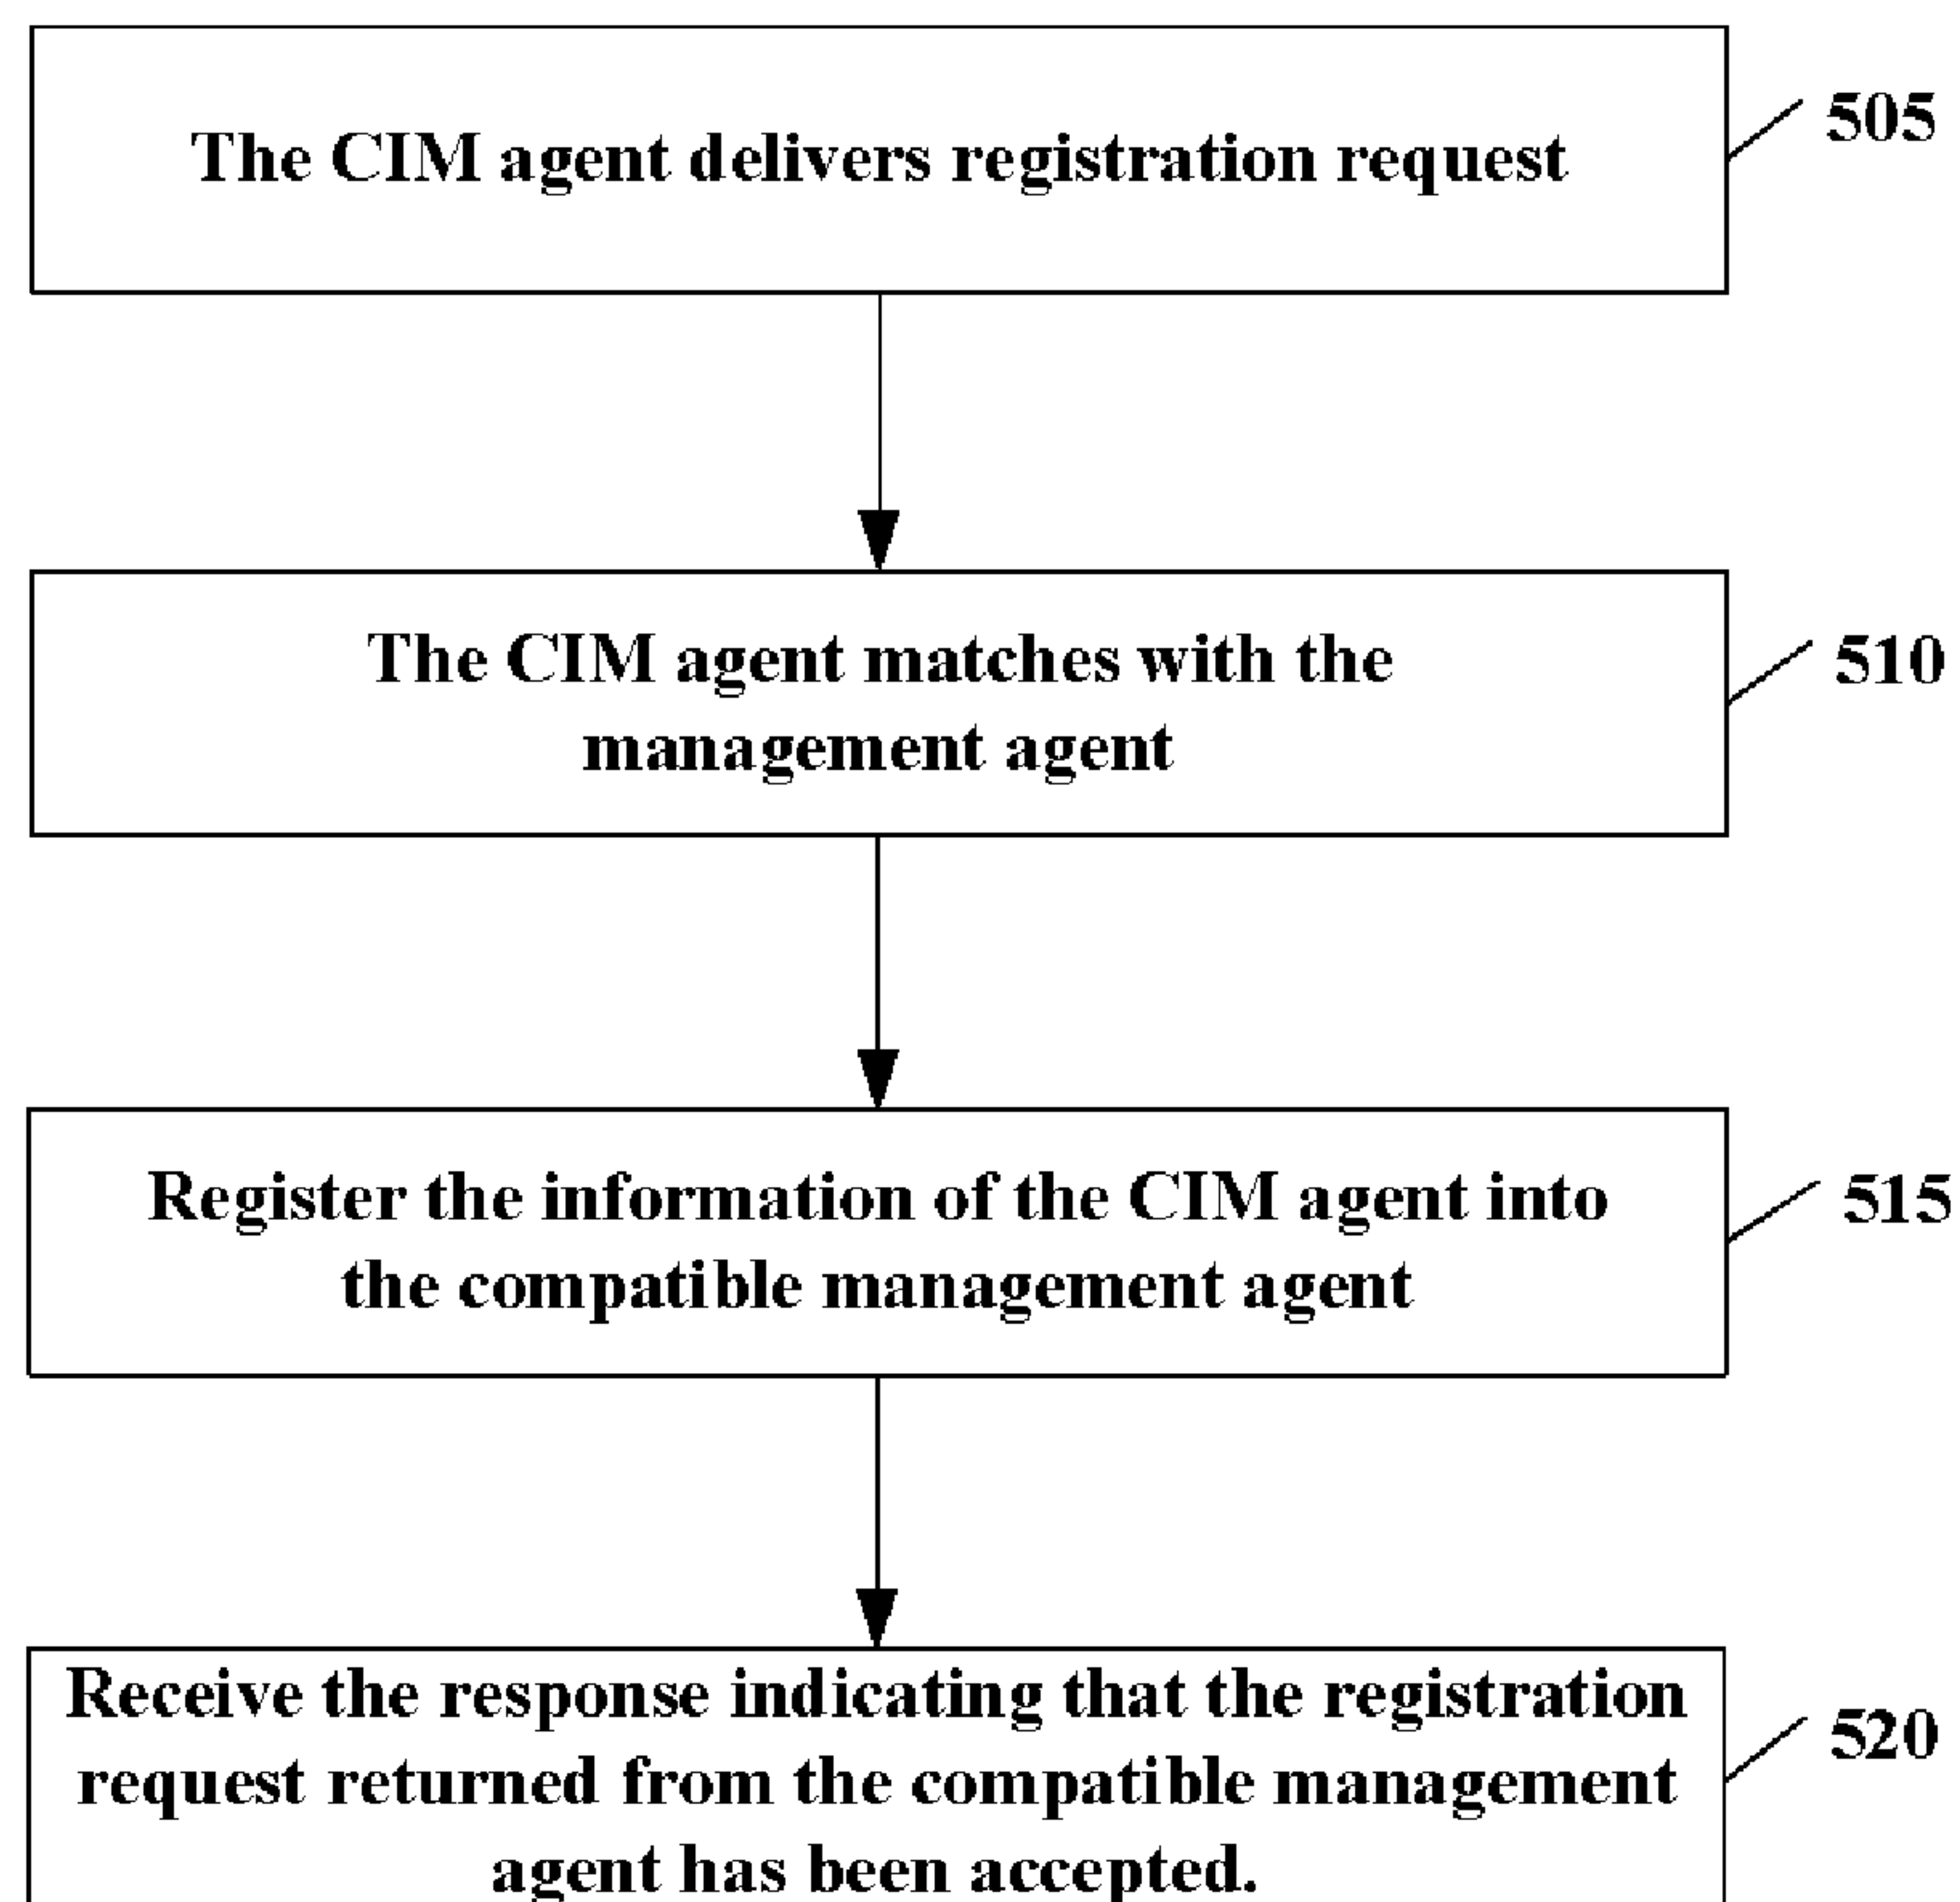 The CIM agent delivers registration request
505
The CIM agent matches with the
management agent
510
Register the information of the CIM agent into
the compatible management agent
515
Receive the response indicating that the registration
request returned from the compatible management
agent has been accepted.
520